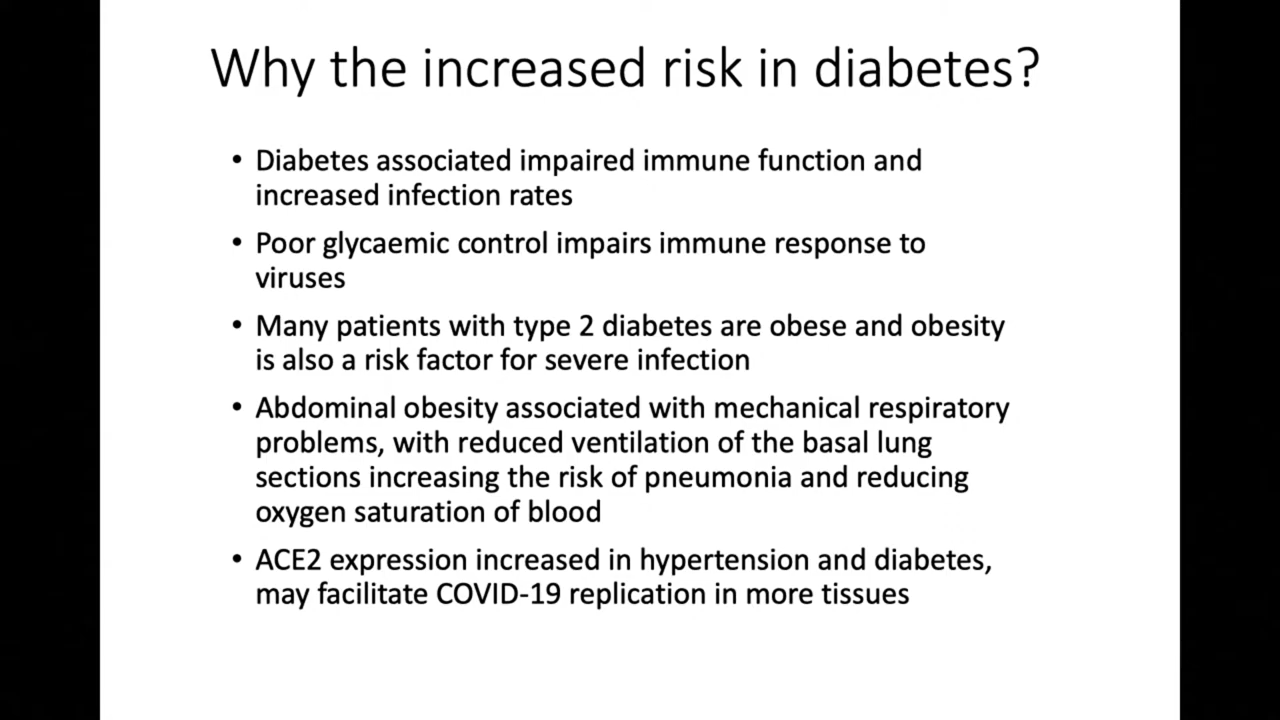 Why the increased risk in diabetes?
• Diabetes associated impaired immune function and
increased infection rates
• Poor glycaemic control impairs immune response to
viruses
• Many patients with type 2 diabetes are obese and obesity
is also a risk factor for severe infection
• Abdominal obesity associated with mechanical respiratory
problems, with reduced ventilation of the basal lung
sections increasing the risk of pneumonia and reducing
oxygen saturation of blood
• ACE2 expression increased in hypertension and diabetes,
may facilitate COVID-19 replication in more tissues